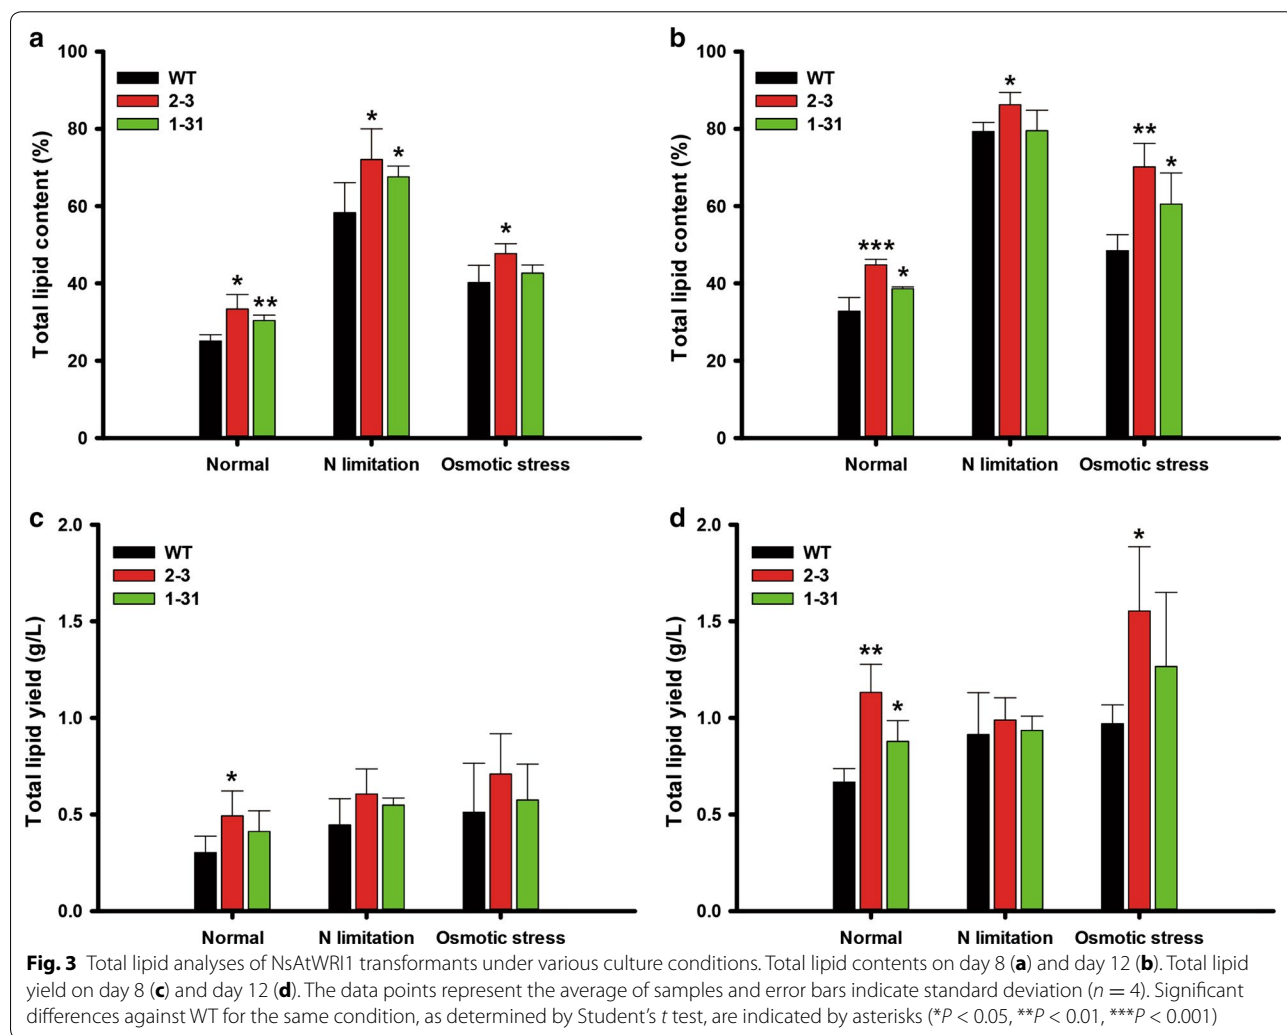 a
100
80
60
40
20
0
Total lipid content (%)
WT
2-3
1-31
*
**
*
*
*
Normal
N limitation
Osmotic stress
b
100
80
60
40
20
0
Total lipid content (%)
WT
2-3
1-31
***
*
*
**
*
Normal
N limitation
Osmotic stress
c
2.0
1.5
1.0
0.5
0.0
Total lipid yield (g/L)
WT
2-3
1-31
*
Normal
N limitation
Osmotic stress
d
2.0
1.5
1.0
0.5
0.0
Total lipid yield (g/L)
WT
2-3
1-31
**
*
*
Normal
N limitation
Osmotic stress
Fig. 3 Total lipid analyses of NsAtWRI1 transformants under various culture conditions. Total lipid contents on day 8 (a) and day 12 (b). Total lipid
yield on day 8 (c) and day 12 (d). The data points represent the average of samples and error bars indicate standard deviation (n = 4). Significant
differences against WT for the same condition, as determined by Student’s t test, are indicated by asterisks (*P < 0.05, **P < 0.01, ***P < 0.001)